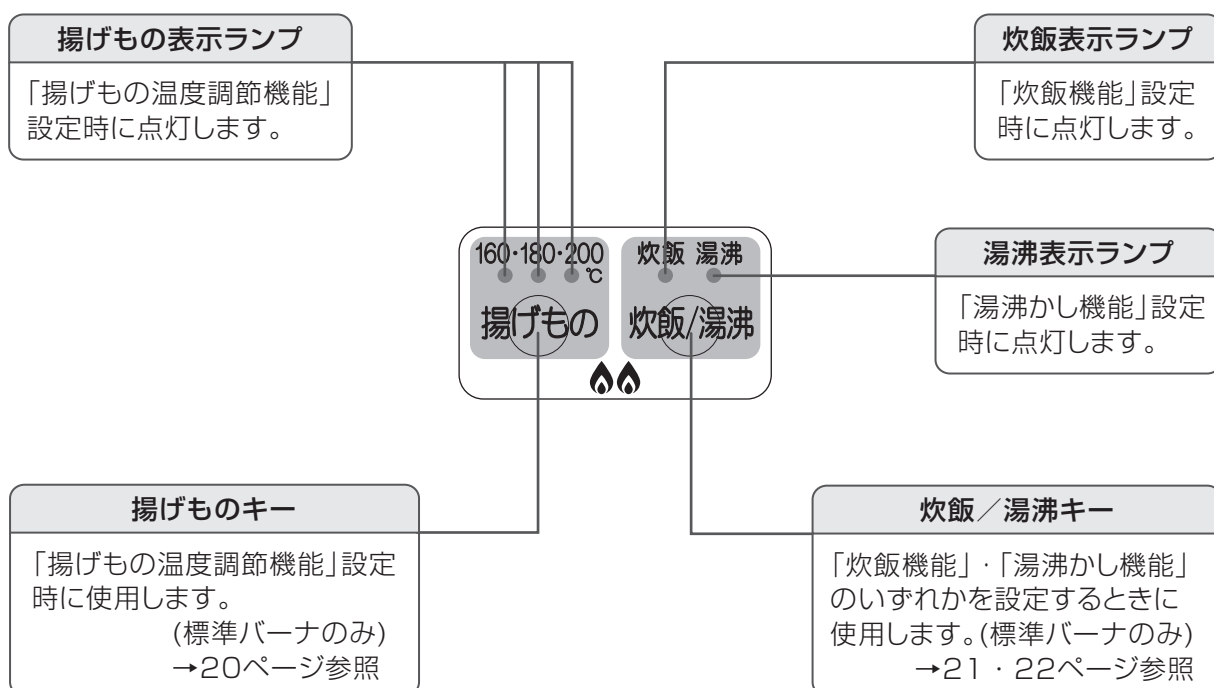 揚げもの表示ランプ
「揚げもの温度調節機能」
設定時に点灯します。
炊飯表示ランプ
「炊飯機能」設定
時に点灯します。
160・180・200
℃
揚げもの
炊飯 湯沸
炊飯/湯沸
湯沸表示ランプ
「湯沸かし機能」設定
時に点灯します。
揚げものキー
「揚げもの温度調節機能」設定
時に使用します。
(標準バーナのみ)
→20ページ参照
炊飯／湯沸キー
「炊飯機能」・「湯沸かし機能」
のいずれかを設定するときに
使用します。(標準バーナのみ)
→21・22ページ参照